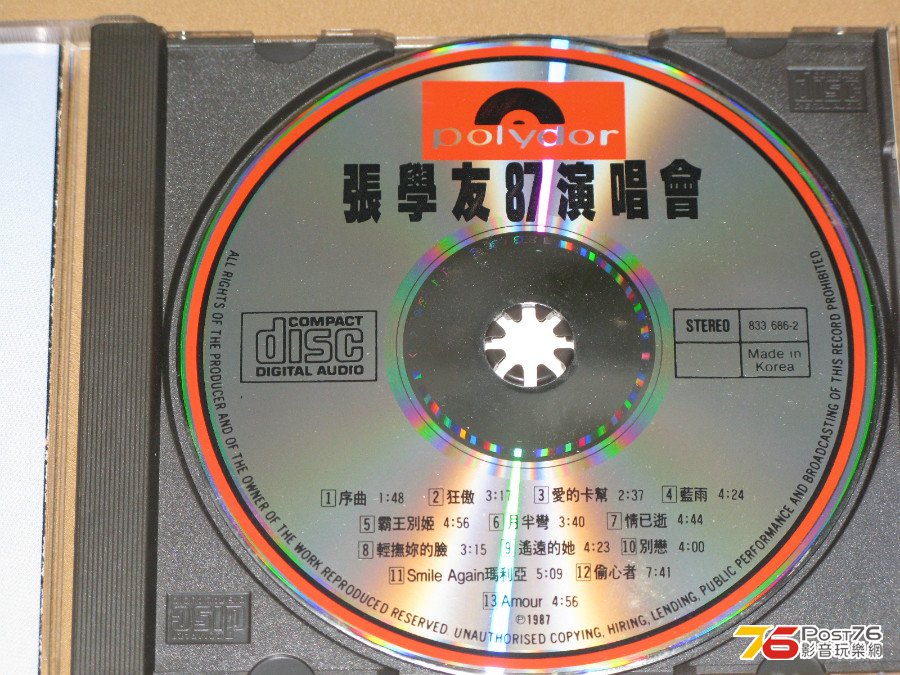 polydor
張學友87演唱會
COMPACT
disc
DIGITAL AUDIO
STEREO 833 686-2
Made in
Korea
1 序曲 1:48 2 狂傲 3:17 3 愛的卡幫 2:37 4 藍雨 4:24
5 霸王別姬 4:56 6 月半彎 3:40 7 情已逝 4:44
8 輕撫妳的臉 3:15 9 遙遠的她 4:23 10 別戀 4:00
11 Smile Again瑪利亞 5:09 12 偷心者 7:41
13 Amour 4:56
℗1987
ALL RIGHTS OF THE PRODUCER AND OF THE OWNER OF THE WORK REPRODUCED RESERVED. UNAUTHORISED COPYING, HIRING, LENDING, PUBLIC PERFORMANCE AND BROADCASTING OF THIS RECORD PROHIBITED
76 POST76
影音玩樂網